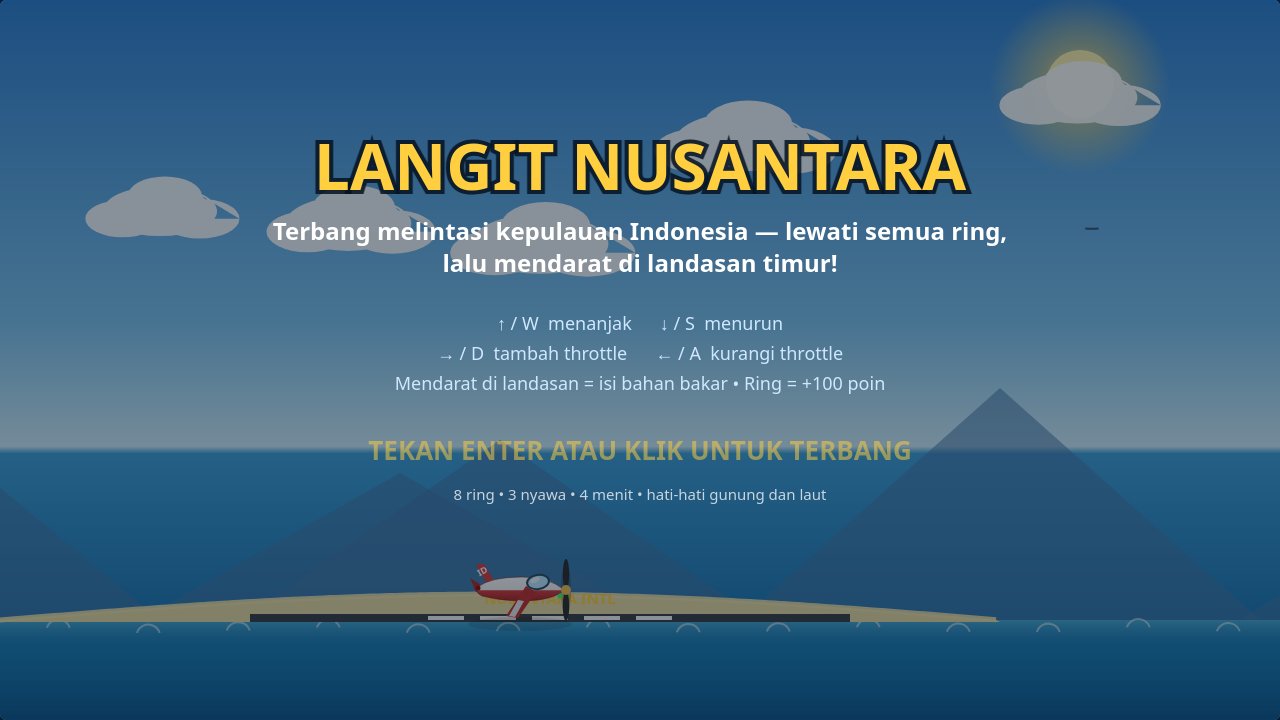 LANGIT NUSANTARA
Terbang melintasi kepulauan Indonesia — lewati semua ring,
lalu mendarat di landasan timur!
↑ / W menanjak ↓ / S menurun
→ / D tambah throttle ← / A kurangi throttle
Mendarat di landasan = isi bahan bakar • Ring = +100 poin
TEKAN ENTER ATAU KLIK UNTUK TERBANG
8 ring • 3 nyawa • 4 menit • hati-hati gunung dan laut
ID
INTL